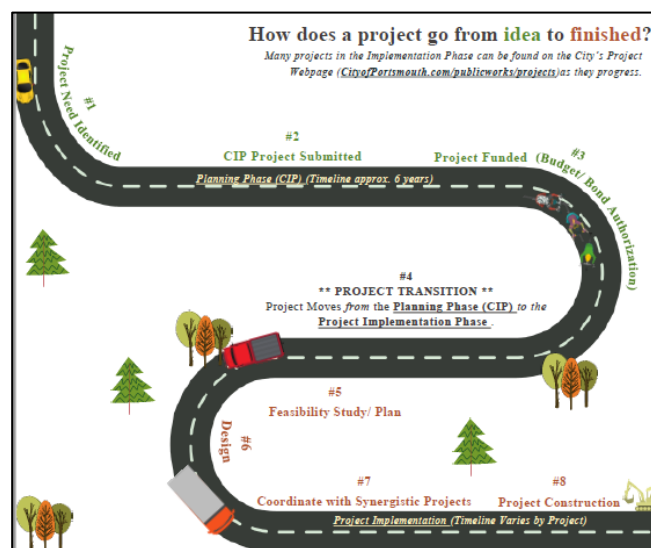 How does a project go from idea to finished?
Many projects in the Implementation Phase can be found on the City's Project
Webpage (CityofPortsmouth.com/publicworks/projects)as they progress.
#1
Project Need Identified
#2
CIP Project Submitted
#3
Project Funded (Budget/ Bond Authorization)
Planning Phase (CIP) (Timeline approx. 6 years)
#4
** PROJECT TRANSITION **
Project Moves from the Planning Phase (CIP) to the
Project Implementation Phase .
#5
Feasibility Study/ Plan
#6
Design
#7
Coordinate with Synergistic Projects
#8
Project Construction
Project Implementation (Timeline Varies by Project)